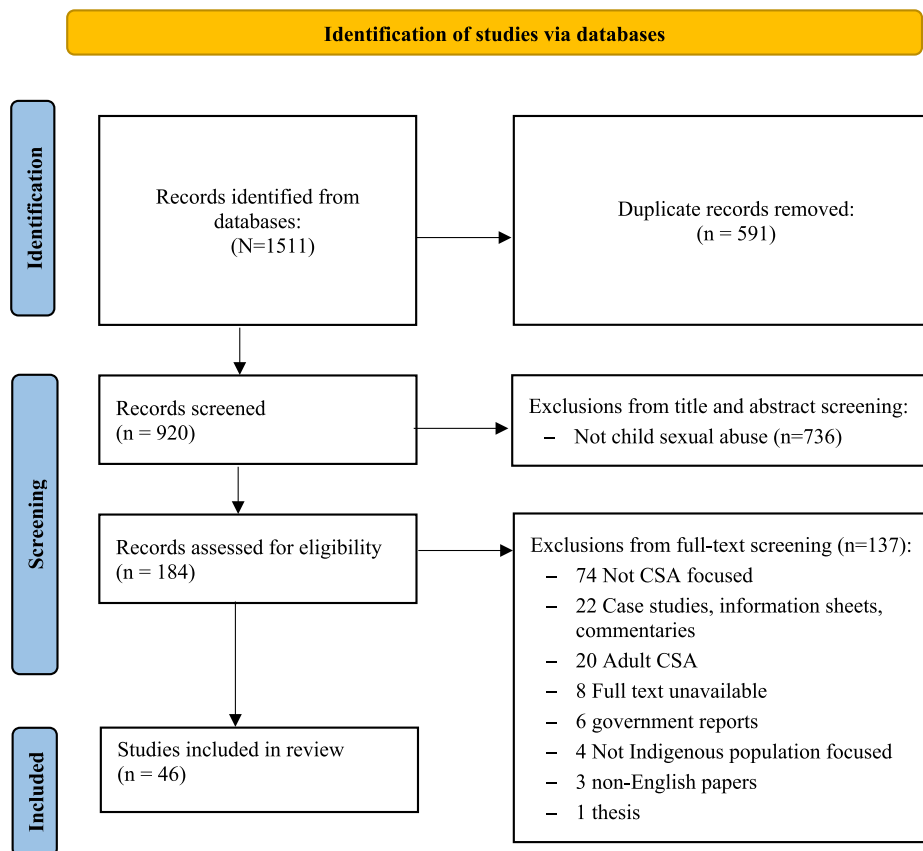 Identification of studies via databases
Identification
Records identified from
databases:
(N=1511)
Duplicate records removed:
(n = 591)
Screening
Records screened
(n = 920)
Exclusions from title and abstract screening:
– Not child sexual abuse (n=736)
Records assessed for eligibility
(n = 184)
Exclusions from full-text screening (n=137):
– 74 Not CSA focused
– 22 Case studies, information sheets,
commentaries
– 20 Adult CSA
– 8 Full text unavailable
– 6 government reports
– 4 Not Indigenous population focused
– 3 non-English papers
– 1 thesis
Included
Studies included in review
(n = 46)